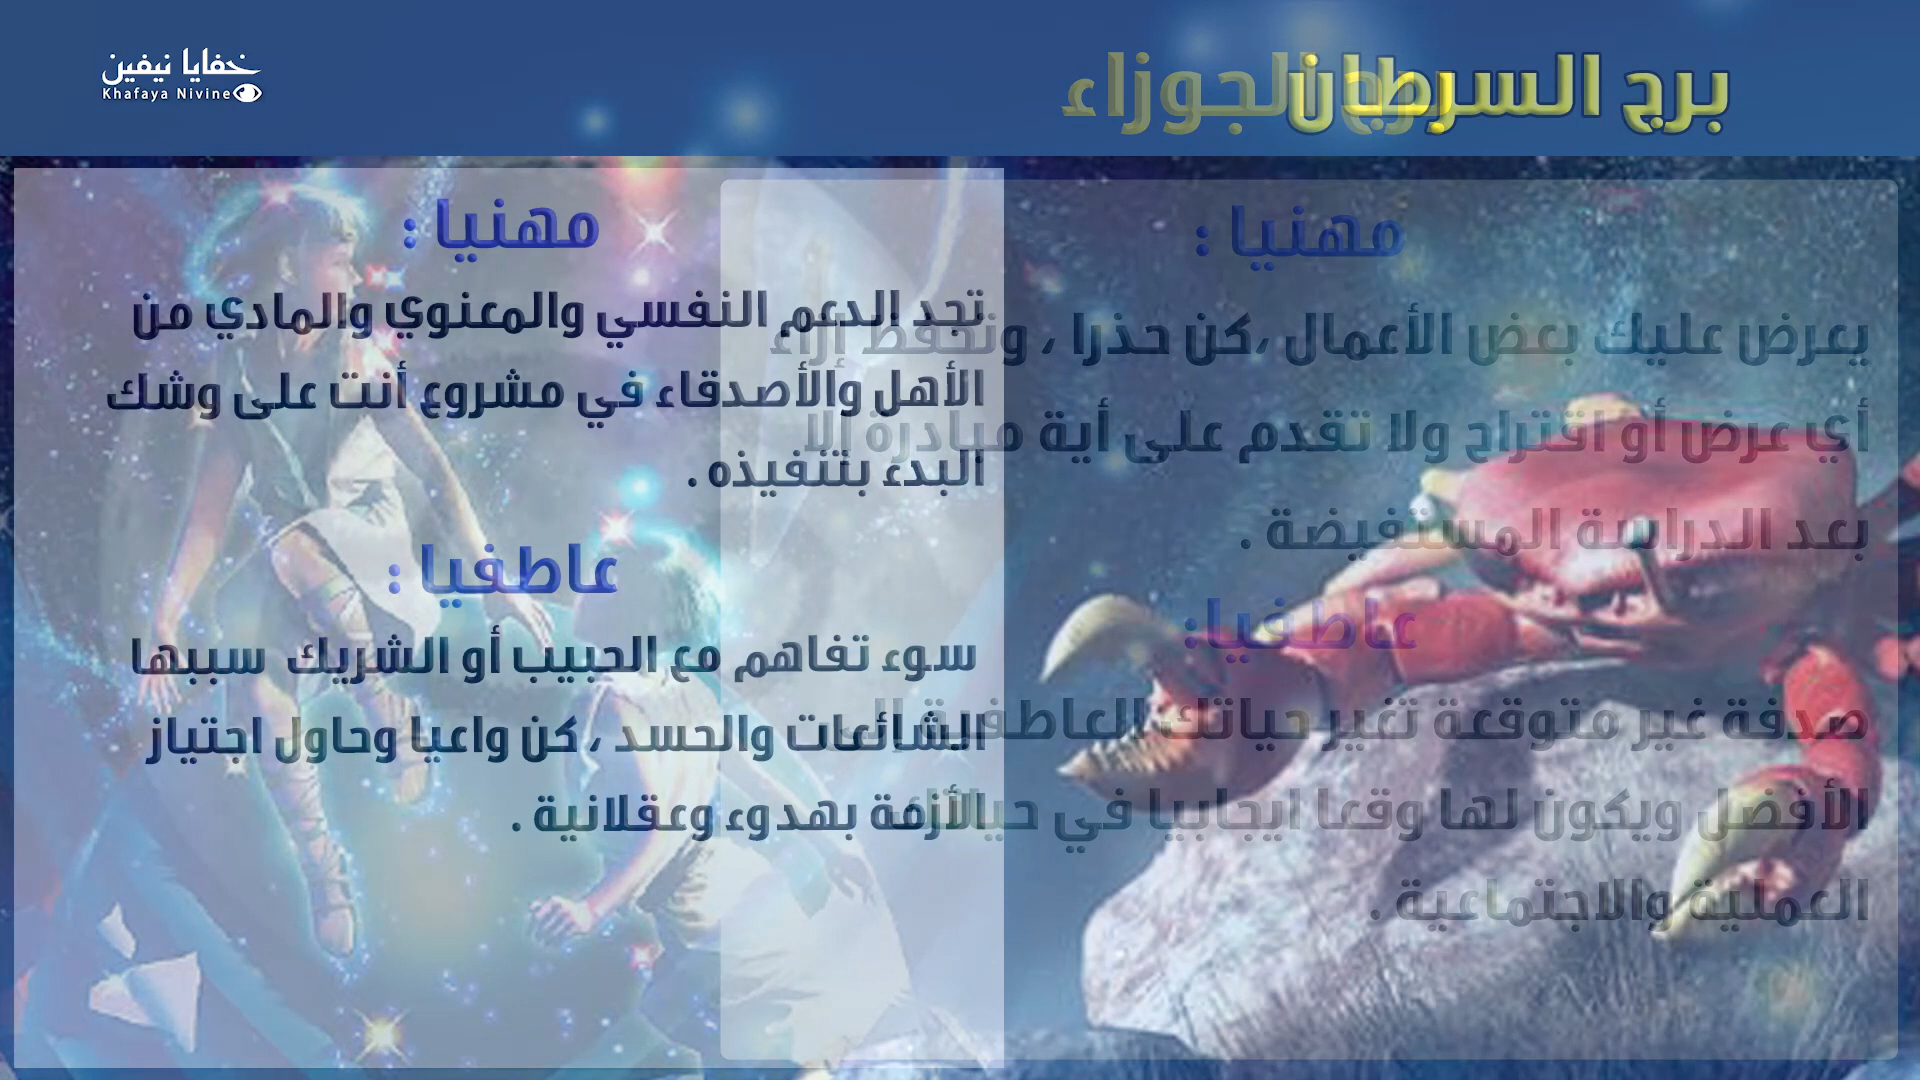 خفايا نيفين
Khafaya Nivine
برج السرطان
برج الجوزاء
مهنيا :
تجد الدعم النفسي والمعنوي والمادي من
الأهل والأصدقاء في مشروع أنت على وشك
البدء بتنفيذه .
عاطفيا :
سوء تفاهم مع الحبيب أو الشريك سببها
الشائعات والحسد ، كن واعيا وحاول اجتياز
الأزمة بهدوء وعقلانية .
مهنيا :
يعرض عليك بعض الأعمال ،كن حذرا ، وتحفظ إزاء
أي عرض أو اقتراح ولا تقدم على أية مبادرة إلا
بعد الدراسة المستفيضة .
عاطفيا:
صدفة غير متوقعة تغير حياتك العاطفية
الأفضل ويكون لها وقعا ايجابيا في
العملية والاجتماعية .